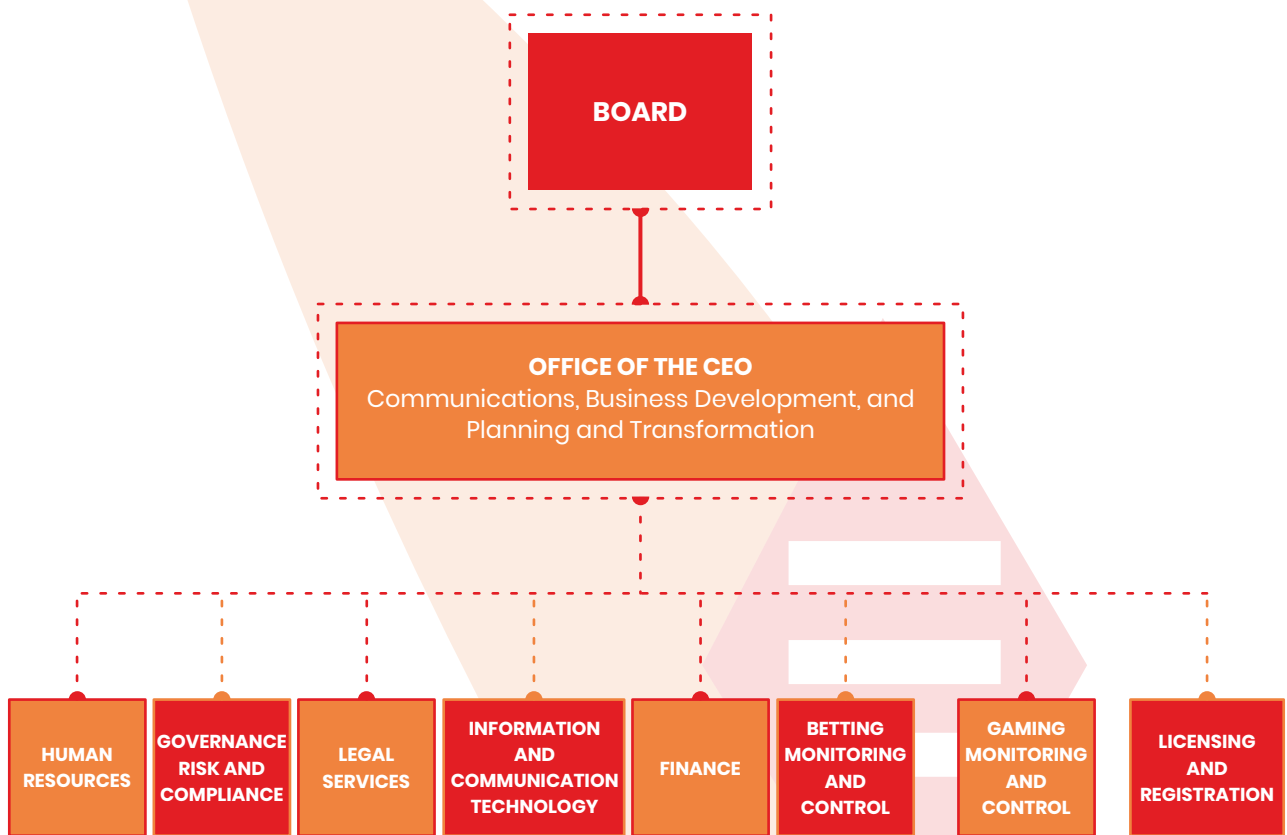 BOARD
OFFICE OF THE CEO
Communications, Business Development, and
Planning and Transformation
HUMAN
RESOURCES
GOVERNANCE
RISK AND
COMPLIANCE
LEGAL
SERVICES
INFORMATION
AND
COMMUNICATION
TECHNOLOGY
FINANCE
BETTING
MONITORING
AND
CONTROL
GAMING
MONITORING
AND
CONTROL
LICENSING
AND
REGISTRATION